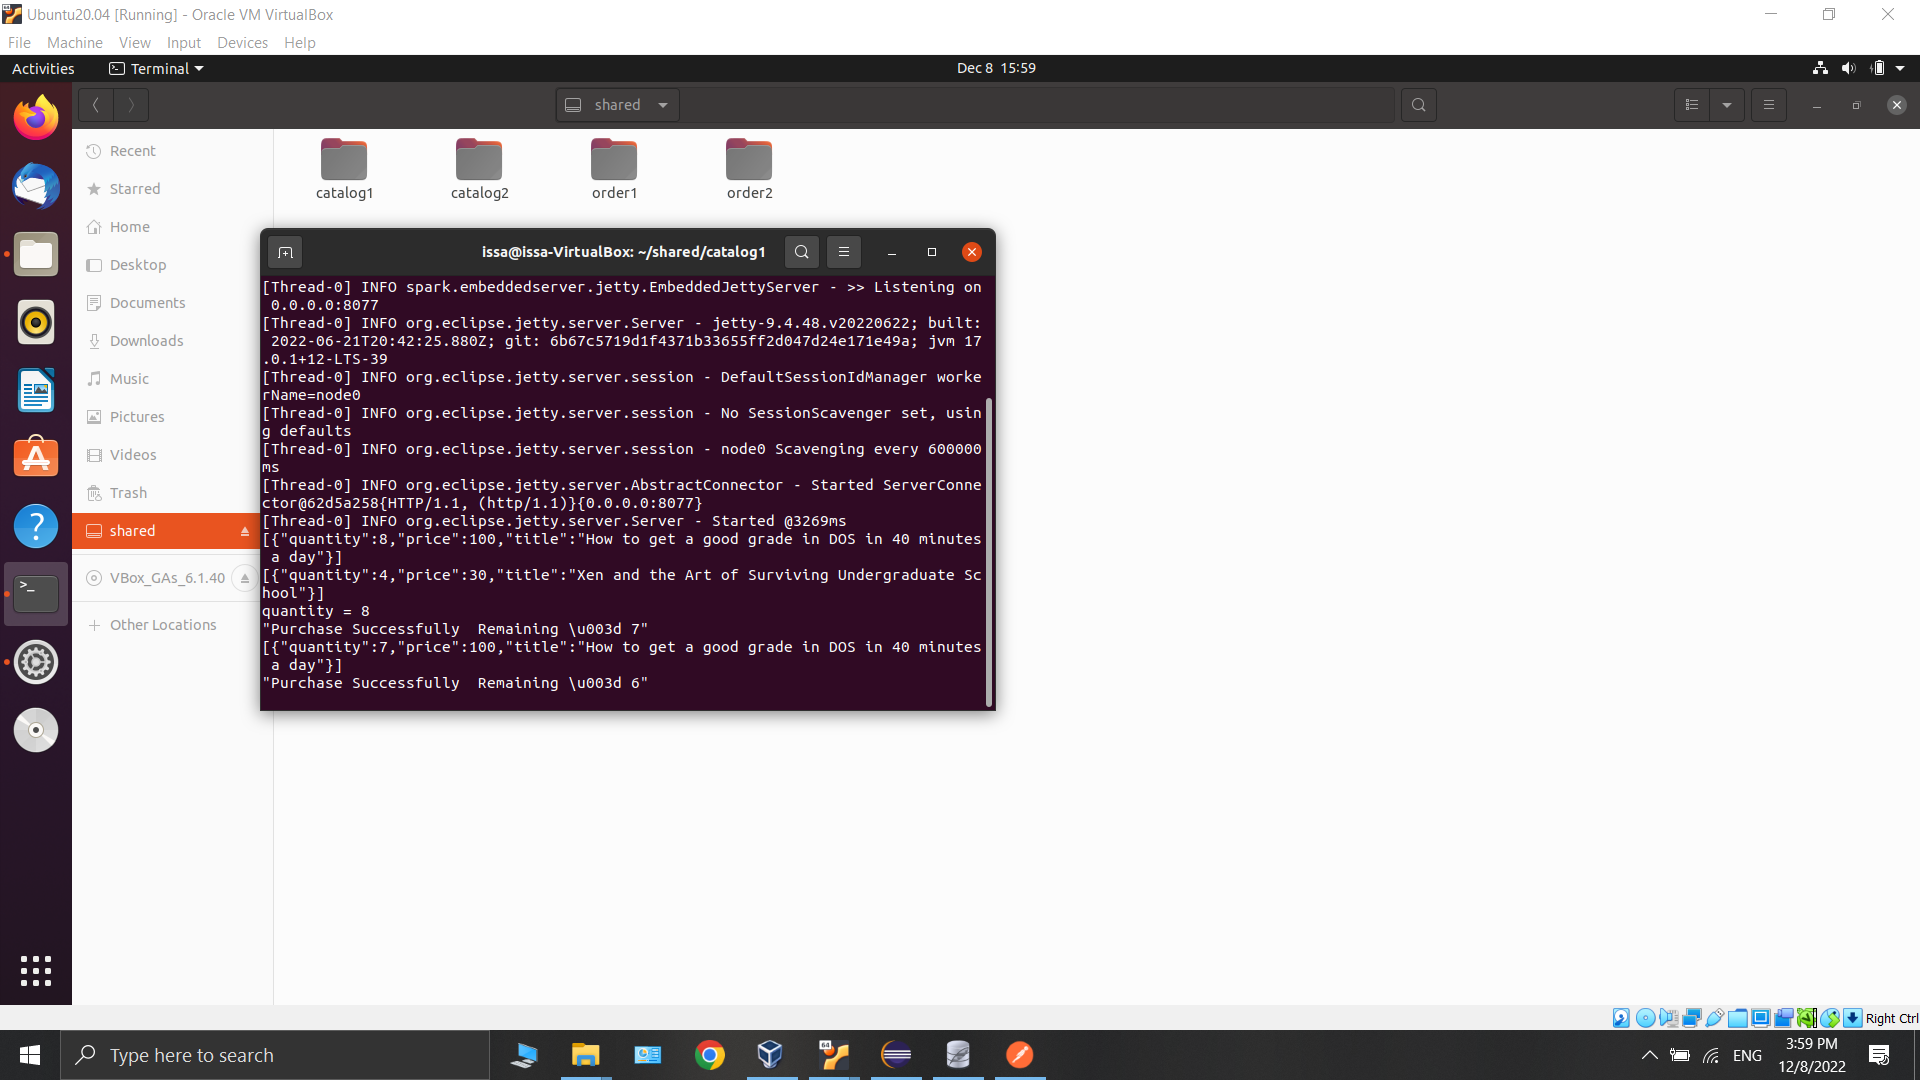 Ubuntu20.04 [Running] - Oracle VM VirtualBox
File Machine View Input Devices Help
Activities Terminal Dec 8 15:59
shared
Recent
Starred
Home
Desktop
Documents
Downloads
Music
Pictures
Videos
Trash
shared
VBox_GAs_6.1.40
Other Locations
catalog1 catalog2 order1 order2
issa@issa-VirtualBox: ~/shared/catalog1
[Thread-0] INFO spark.embeddedserver.jetty.EmbeddedJettyServer - >> Listening on
 0.0.0.0:8077
[Thread-0] INFO org.eclipse.jetty.server.Server - jetty-9.4.48.v20220622; built:
 2022-06-21T20:42:25.880Z; git: 6b67c5719d1f4371b33655ff2d047d24e171e49a; jvm 17
.0.1+12-LTS-39
[Thread-0] INFO org.eclipse.jetty.server.session - DefaultSessionIdManager worke
rName=node0
[Thread-0] INFO org.eclipse.jetty.server.session - No SessionScavenger set, usin
g defaults
[Thread-0] INFO org.eclipse.jetty.server.session - node0 Scavenging every 600000
ms
[Thread-0] INFO org.eclipse.jetty.server.AbstractConnector - Started ServerConne
ctor@62d5a258{HTTP/1.1, (http/1.1)}{0.0.0.0:8077}
[Thread-0] INFO org.eclipse.jetty.server.Server - Started @3269ms
[{"quantity":8,"price":100,"title":"How to get a good grade in DOS in 40 minutes
 a day"}]
[{"quantity":4,"price":30,"title":"Xen and the Art of Surviving Undergraduate Sc
hool"}]
quantity = 8
"Purchase Successfully  Remaining \u003d 7"
[{"quantity":7,"price":100,"title":"How to get a good grade in DOS in 40 minutes
 a day"}]
"Purchase Successfully  Remaining \u003d 6"
Right Ctrl
Type here to search
64
ENG
3:59 PM
12/8/2022